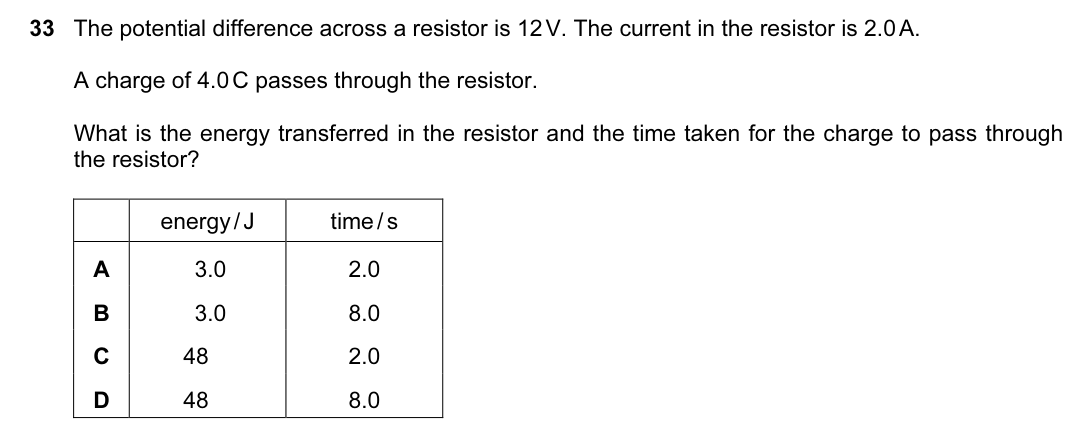 33 The potential difference across a resistor is 12 V. The current in the resistor is 2.0 A.
A charge of 4.0 C passes through the resistor.
What is the energy transferred in the resistor and the time taken for the charge to pass through
the resistor?
energy / J time / s
A 3.0 2.0
B 3.0 8.0
C 48 2.0
D 48 8.0